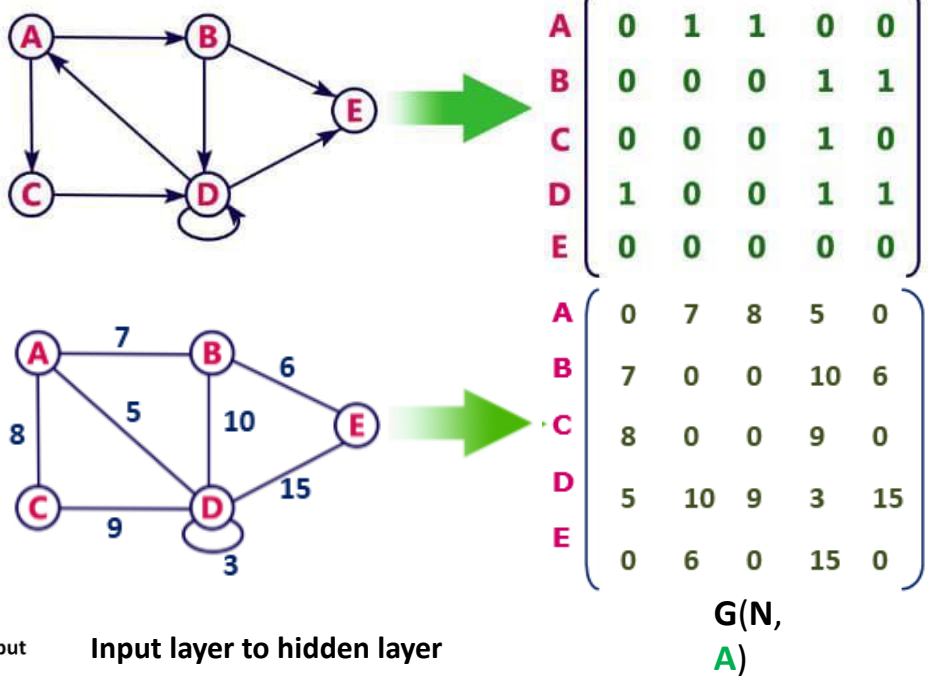 A B
E
C D
A 0 1 1 0 0
B 0 0 0 1 1
C 0 0 0 1 0
D 1 0 0 1 1
E 0 0 0 0 0
A 7 B
6
8 5 10 E
15
C 9 D
3
A 0 7 8 5 0
B 7 0 0 10 6
C 8 0 0 9 0
D 5 10 9 3 15
E 0 6 0 15 0
Input layer to hidden layer
G(N,
A)